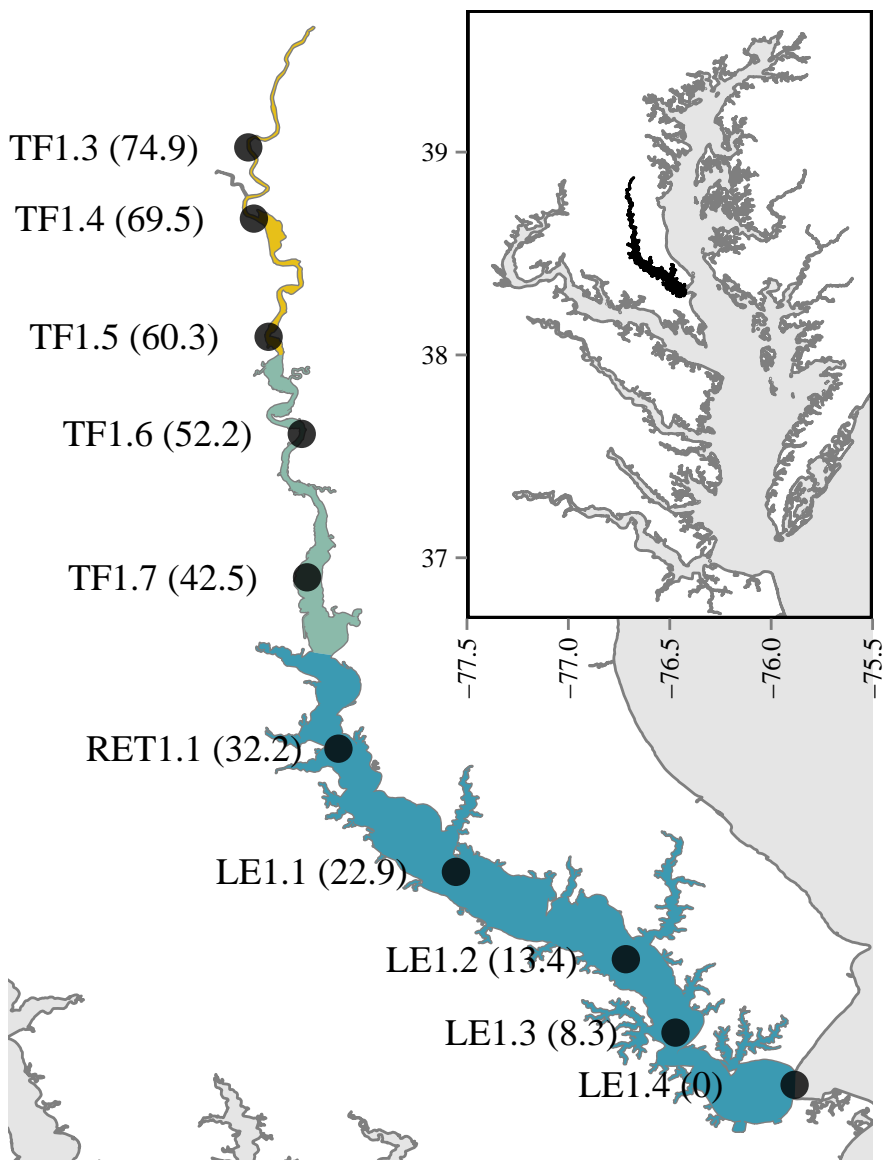 TF1.3 (74.9)
TF1.4 (69.5)
TF1.5 (60.3)
TF1.6 (52.2)
TF1.7 (42.5)
RET1.1 (32.2)
LE1.1 (22.9)
LE1.2 (13.4)
LE1.3 (8.3)
LE1.4 (0)
39
38
37
−77.5
−77.0
−76.5
−76.0
−75.5